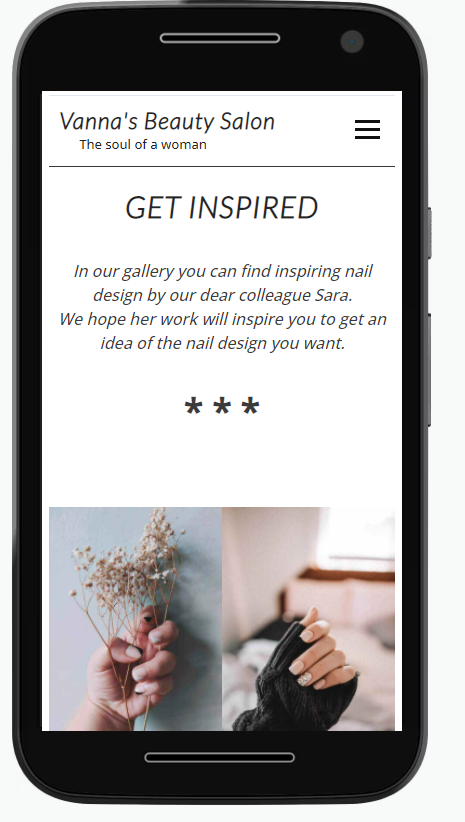 Vanna's Beauty Salon
The soul of a woman
GET INSPIRED
In our gallery you can find inspiring nail
design by our dear colleague Sara.
We hope her work will inspire you to get an
idea of the nail design you want.
* * *